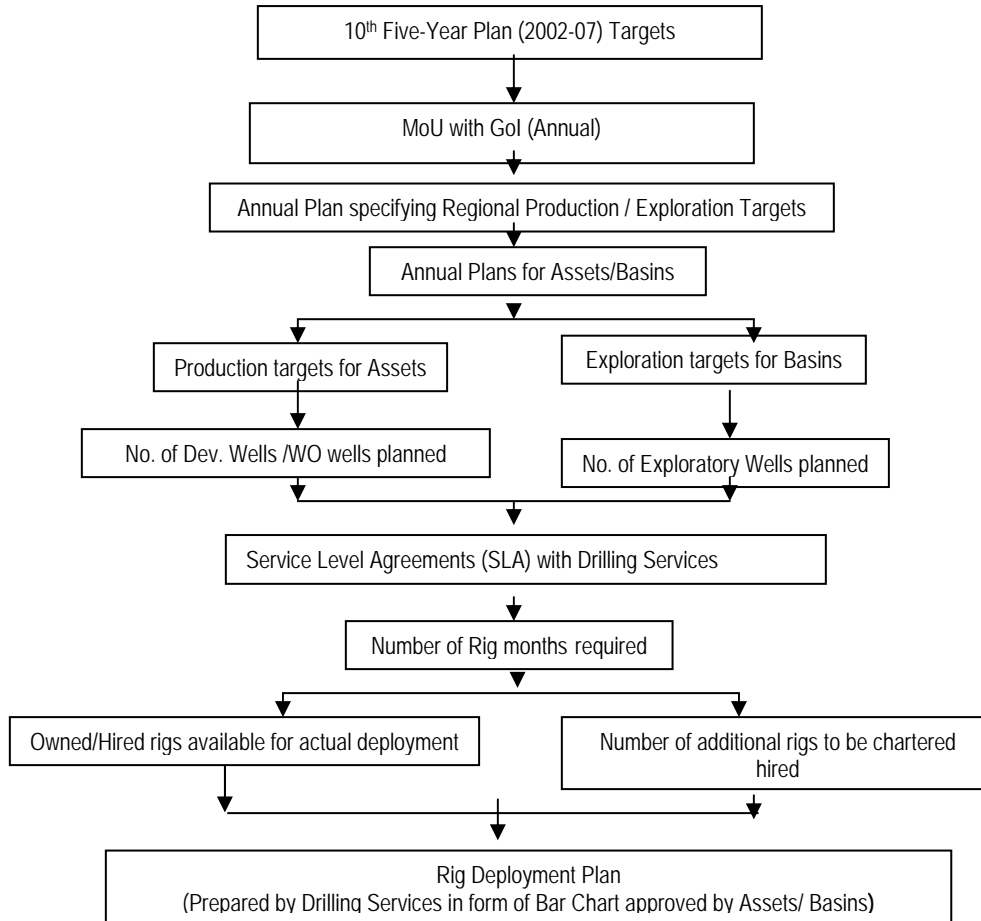 10th Five-Year Plan (2002-07) Targets
MoU with GoI (Annual)
Annual Plan specifying Regional Production / Exploration Targets
Annual Plans for Assets/Basins
Production targets for Assets
Exploration targets for Basins
No. of Dev. Wells /WO wells planned
No. of Exploratory Wells planned
Service Level Agreements (SLA) with Drilling Services
Number of Rig months required
Owned/Hired rigs available for actual deployment
Number of additional rigs to be chartered
hired
Rig Deployment Plan
(Prepared by Drilling Services in form of Bar Chart approved by Assets/ Basins)